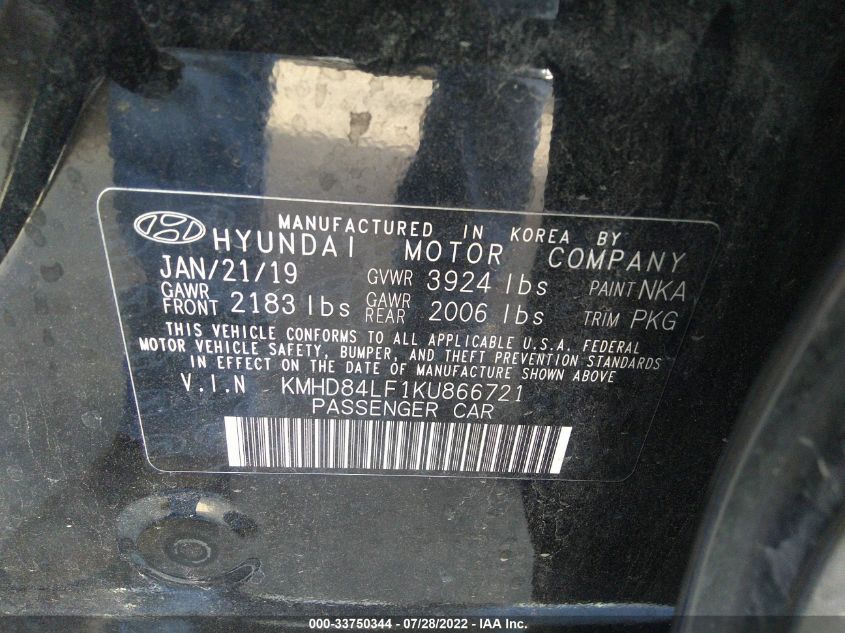 MANUFACTURED IN KOREA BY
HYUNDAI MOTOR COMPANY
JAN/21/19 GVWR 3924 lbs PAINT NKA
GAWR FRONT 2183 lbs GAWR REAR 2006 lbs TRIM PKG
THIS VEHICLE CONFORMS TO ALL APPLICABLE U.S.A. FEDERAL
MOTOR VEHICLE SAFETY, BUMPER, AND THEFT PREVENTION STANDARDS
IN EFFECT ON THE DATE OF MANUFACTURE SHOWN ABOVE
V.I.N KMHD84LF1KU866721
PASSENGER CAR
000-33750344 - 07/28/2022 - IAA Inc.